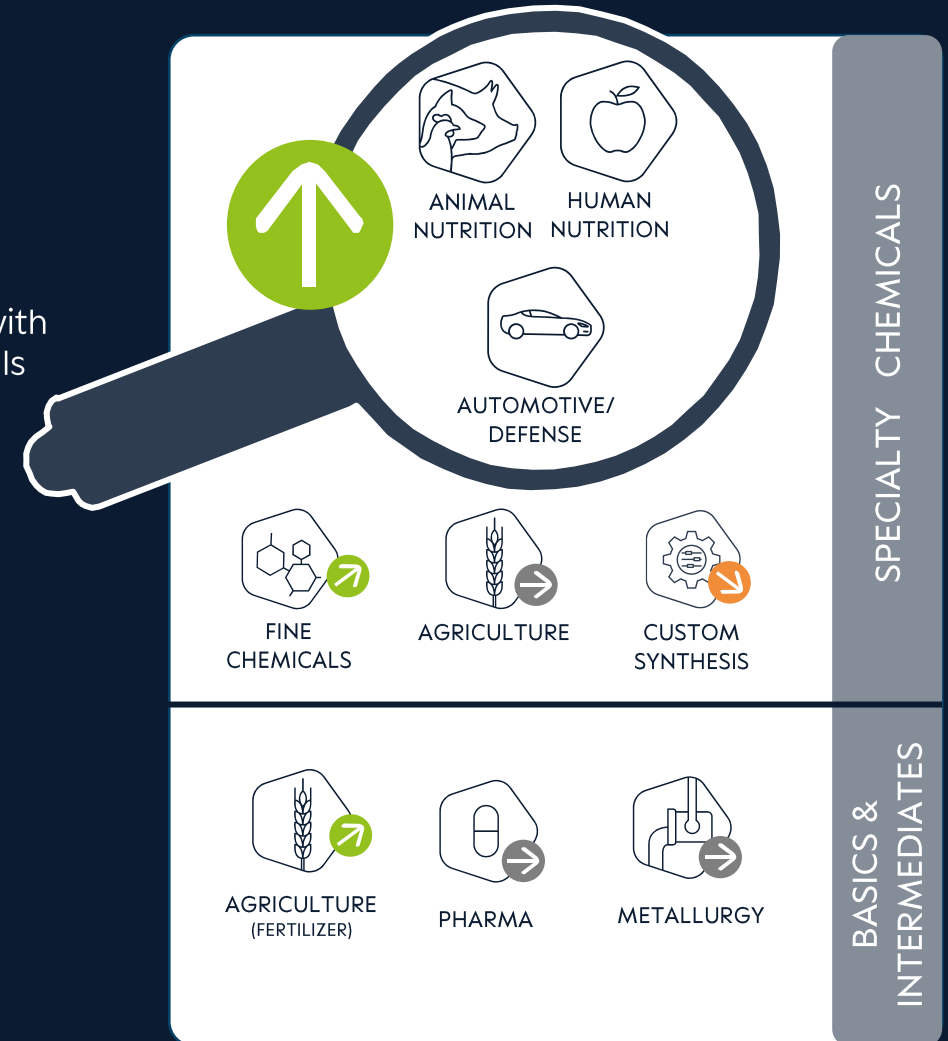 ANIMAL
NUTRITION
HUMAN
NUTRITION
AUTOMOTIVE/
DEFENSE
FINE
CHEMICALS
AGRICULTURE
CUSTOM
SYNTHESIS
SPECIALTY CHEMICALS
AGRICULTURE
(FERTILIZER)
PHARMA
METALLURGY
BASICS &
INTERMEDIATES